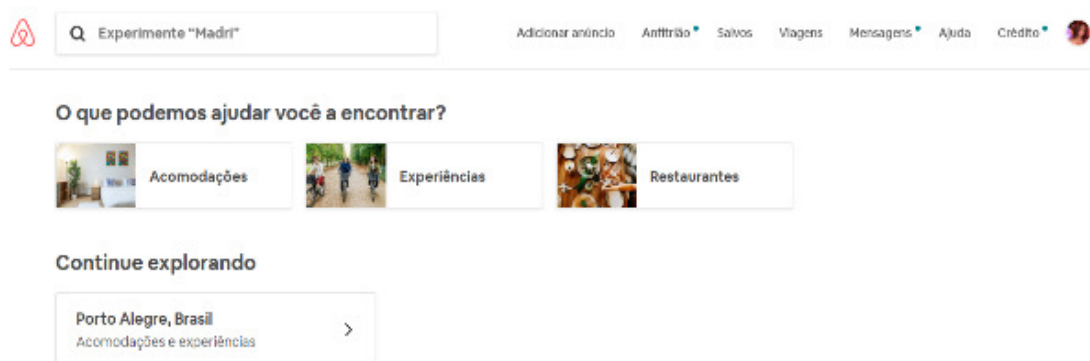 Experimente "Madri"
Adicionar anúncio Anfitrião Salvos Viagens Mensagens Ajuda Crédito
O que podemos ajudar você a encontrar?
Acomodações Experiências Restaurantes
Continue explorando
Porto Alegre, Brasil
Acomodações e experiências